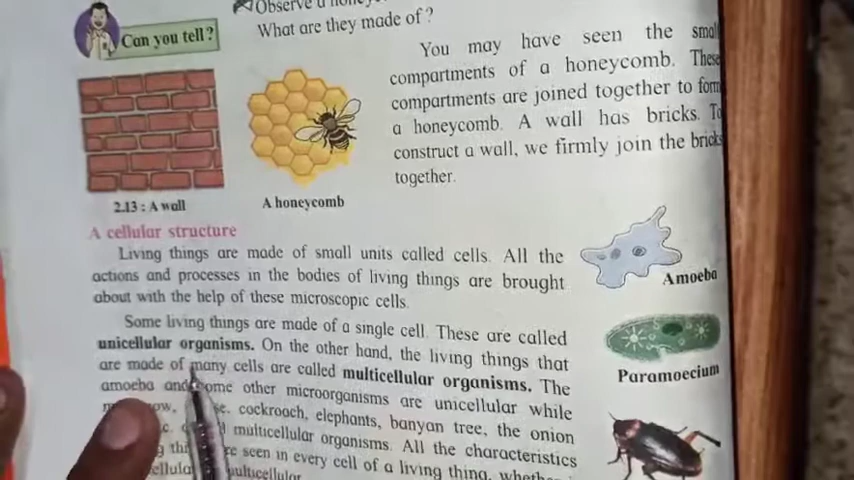 Observe a
Can you tell?
What are they made of?
You may have seen the small
compartments of a honeycomb. These
compartments are joined together to form
a honeycomb. A wall has bricks. To
construct a wall, we firmly join the bricks
together.
2.13 : A wall
A honeycomb
A cellular structure
Living things are made of small units called cells. All the
actions and processes in the bodies of living things are brought
about with the help of these microscopic cells.
Amoeba
Some living things are made of a single cell. These are called
unicellular organisms. On the other hand, the living things that
are made of many cells are called multicellular organisms. The
Paramoecium
amoeba and some other microorganisms are unicellular while
cockroach, elephants, banyan tree, the onion
multicellular organisms. All the characteristics
seen in every cell of a living thing,
multicellular